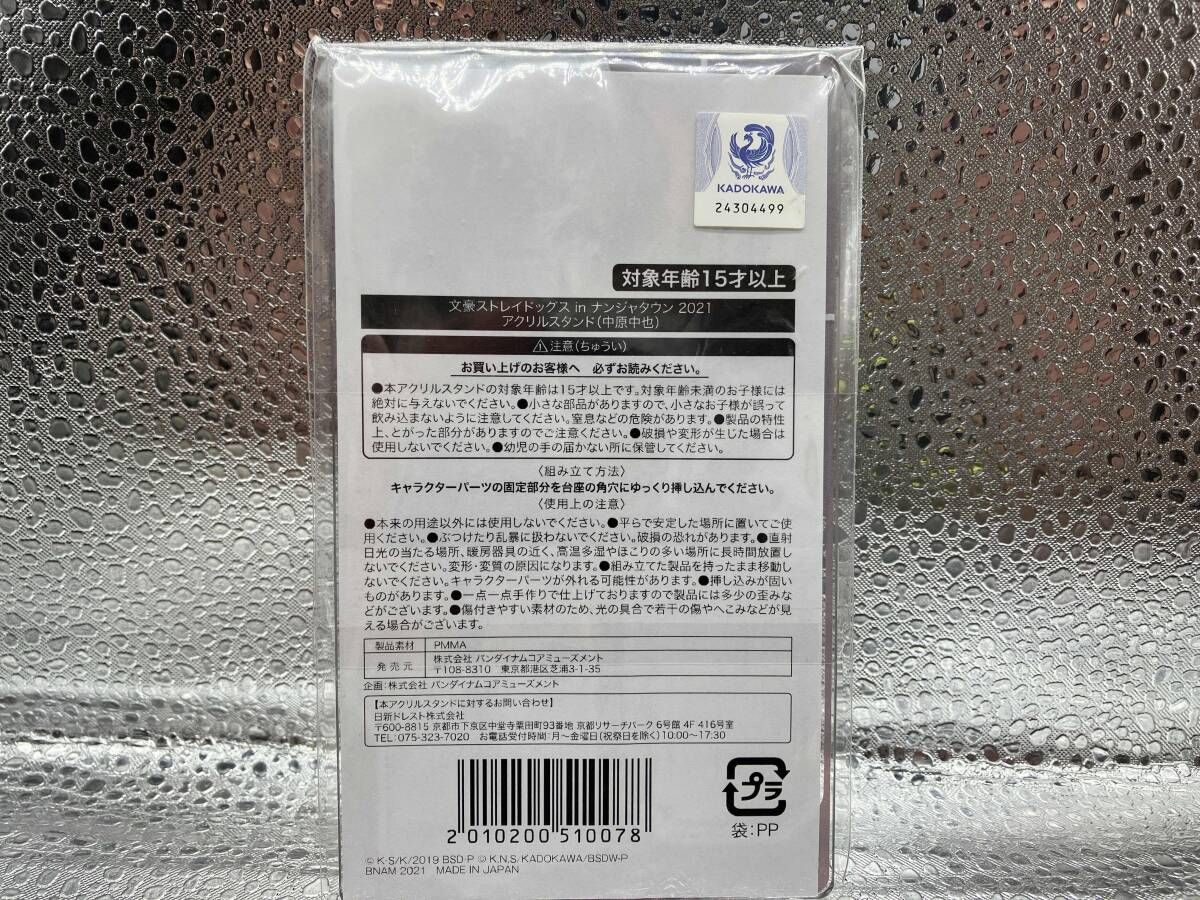 KADOKAWA
24304499
対象年齢15才以上
文豪ストレイドッグス in ナンジャタウン 2021
アクリルスタンド(中原中也)
⚠注意(ちゅうい)
お買い上げのお客様へ 必ずお読みください。
●本アクリルスタンドの対象年齢は15才以上です。対象年齢未満のお子様には
絶対に与えないでください。●小さな部品がありますので、小さなお子様が誤って
飲み込まないように注意してください。窒息などの危険があります。●製品の特性
上、とがった部分がありますのでご注意ください。●破損や変形が生じた場合は
使用しないでください。●幼児の手の届かない所に保管してください。
〈組み立て方法〉
キャラクターパーツの固定部分を台座の角穴にゆっくり挿し込んでください。
〈使用上の注意〉
●本来の用途以外には使用しないでください。●平らで安定した場所に置いてご使
用ください。●ぶつけたり乱暴に扱わないでください。破損の恐れがあります。●直射
日光の当たる場所、暖房器具の近く、高温多湿やほこりの多い場所に長時間放置し
ないでください。変形・変質の原因になります。●組み立てた製品を持ったまま移動し
ないでください。キャラクターパーツが外れる可能性があります。●挿し込みが固い
ものがあります。●一点一点手作りで仕上げておりますので製品には多少の歪みな
どがございます。●傷付きやすい素材のため、光の具合で若干の傷やへこみなどが見
える場合がございます。
製品素材 PMMA
発売元 株式会社 バンダイナムコアミューズメント
〒108-8310 東京都港区芝浦3-1-35
企画:株式会社 バンダイナムコアミューズメント
【本アクリルスタンドに対するお問い合わせ】
日新ドレスト株式会社
〒600-8815 京都市下京区中堂寺粟田町93番地 京都リサーチパーク 6号館 4F 416号室
TEL:075-323-7020 お電話受付時間:月～金曜日(祝祭日を除く)10:00～17:30
2010200510078
プラ
袋:PP
© K・S/K/2019 BSD-P © K.N.S/KADOKAWA/BSDW-P
BNAM 2021 MADE IN JAPAN